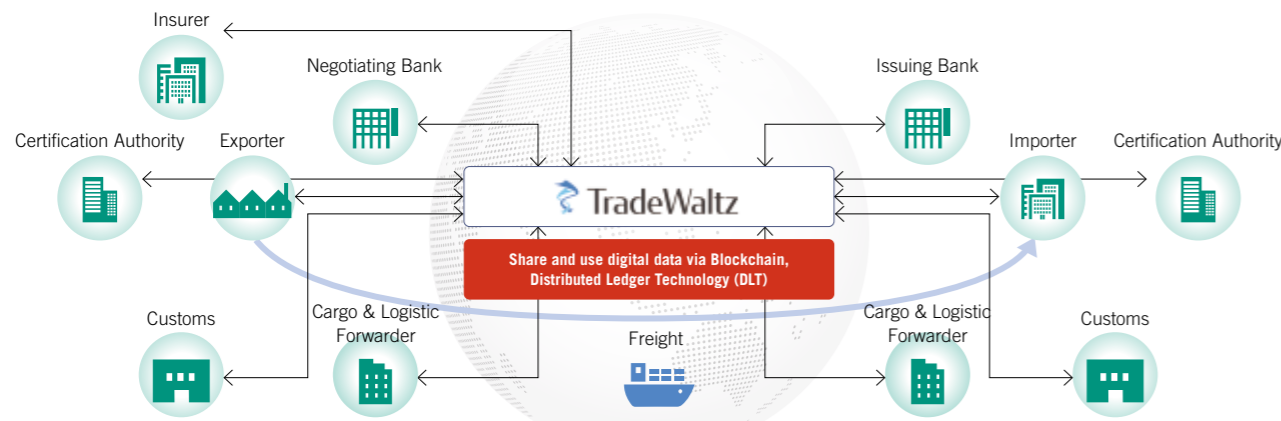 Insurer
Negotiating Bank
Issuing Bank
Certification Authority
Exporter
Importer
Certification Authority
TradeWaltz
Share and use digital data via Blockchain,
Distributed Ledger Technology (DLT)
Customs
Cargo & Logistic
Forwarder
Freight
Cargo & Logistic
Forwarder
Customs